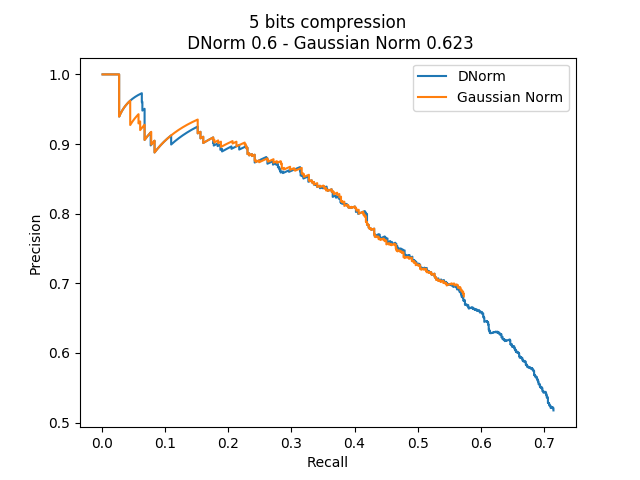 5 bits compression
DNorm 0.6 - Gaussian Norm 0.623
DNorm
Gaussian Norm
1.0
0.9
0.8
0.7
0.6
0.5
Precision
0.0 0.1 0.2 0.3 0.4 0.5 0.6 0.7
Recall